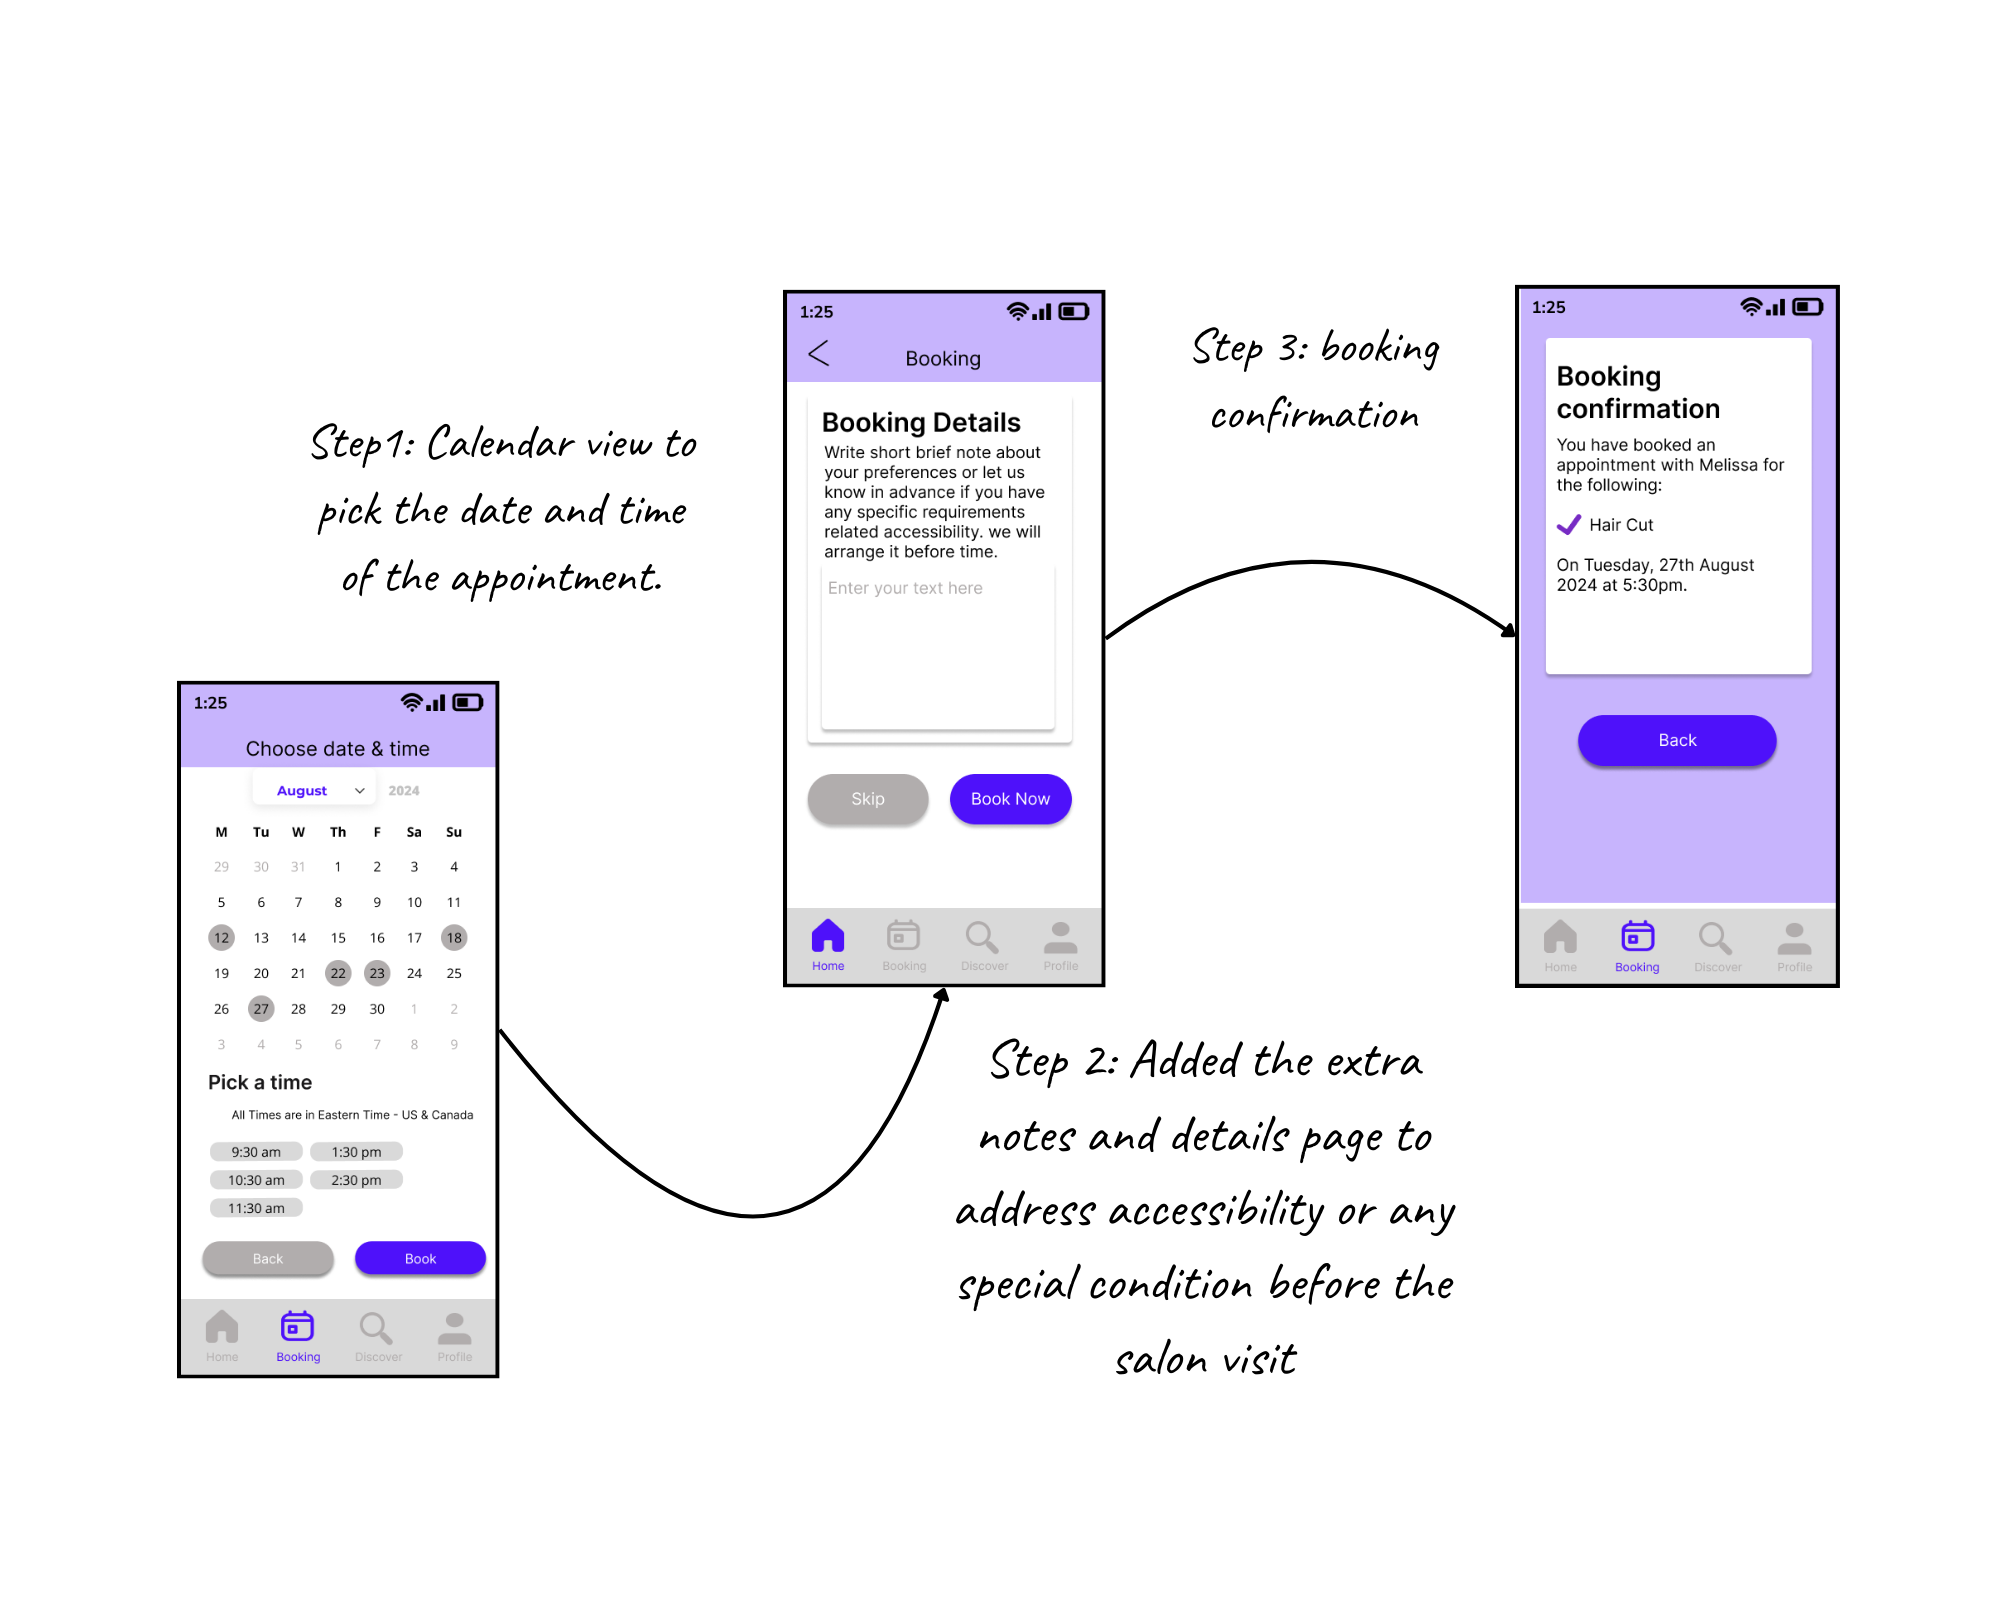 Step1: Calendar view to
pick the date and time
of the appointment.
1:25
Choose date & time
August 2024
M Tu W Th F Sa Su
29 30 31 1 2 3 4
5 6 7 8 9 10 11
12 13 14 15 16 17 18
19 20 21 22 23 24 25
26 27 28 29 30 1 2
3 4 5 6 7 8 9
Pick a time
All Times are in Eastern Time - US & Canada
9:30 am 1:30 pm
10:30 am 2:30 pm
11:30 am
Back Book
Home Booking Discover Profile
1:25
Booking
Booking Details
Write short brief note about
your preferences or let us
know in advance if you have
any specific requirements
related accessibility. we will
arrange it before time.
Enter your text here
Skip Book Now
Home Booking Discover Profile
Step 2: Added the extra
notes and details page to
address accessibility or any
special condition before the
salon visit
Step 3: booking
confirmation
1:25
Booking
confirmation
You have booked an
appointment with Melissa for
the following:
Hair Cut
On Tuesday, 27th August
2024 at 5:30pm.
Back
Home Booking Discover Profile